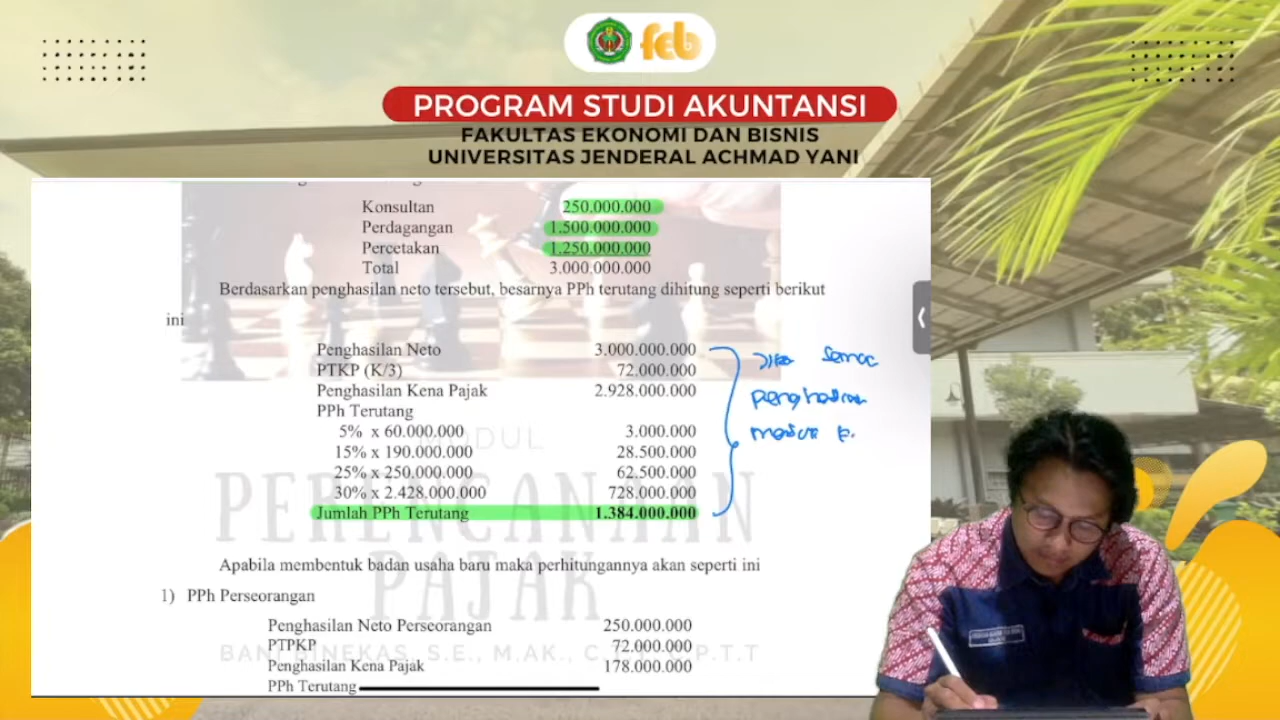 feb
PROGRAM STUDI AKUNTANSI
FAKULTAS EKONOMI DAN BISNIS
UNIVERSITAS JENDERAL ACHMAD YANI
Konsultan 250.000.000
Perdagangan 1.500.000.000
Percetakan 1.250.000.000
Total 3.000.000.000
Berdasarkan penghasilan neto tersebut, besarnya PPh terutang dihitung seperti berikut
ini
Penghasilan Neto 3.000.000.000
PTKP (K/3) 72.000.000
Penghasilan Kena Pajak 2.928.000.000
PPh Terutang
5% x 60.000.000 3.000.000
15% x 190.000.000 28.500.000
25% x 250.000.000 62.500.000
30% x 2.428.000.000 728.000.000
Jumlah PPh Terutang 1.384.000.000
semua
penghasilan
masuk
MODUL
PERENCANAAN
PAJAK
Apabila membentuk badan usaha baru maka perhitungannya akan seperti ini
1) PPh Perseorangan
Penghasilan Neto Perseorangan 250.000.000
PTPKP 72.000.000
Penghasilan Kena Pajak 178.000.000
PPh Terutang